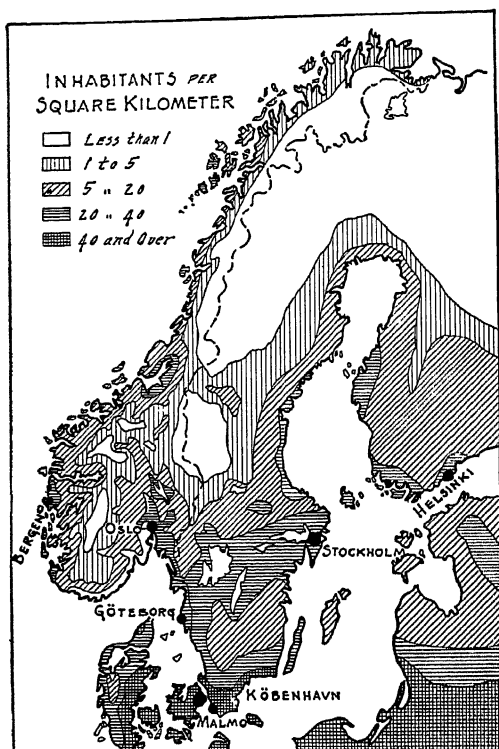 INHABITANTS PER
SQUARE KILOMETER
Less than 1
1 to 5
5 " 20
20 " 40
40 and Over
BERGEN
OSLO
HELSINKI
STOCKHOLM
GÖTEBORG
KÖBENHAVN
MALMO